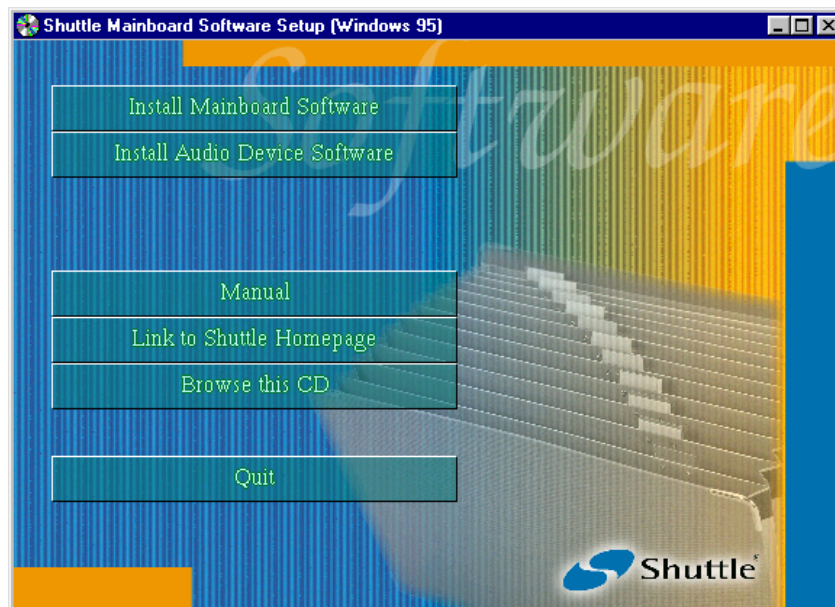 Shuttle Mainboard Software Setup (Windows 95)
Software
Install Mainboard Software
Install Audio Device Software
Manual
Link to Shuttle Homepage
Browse this CD
Quit
Shuttle®